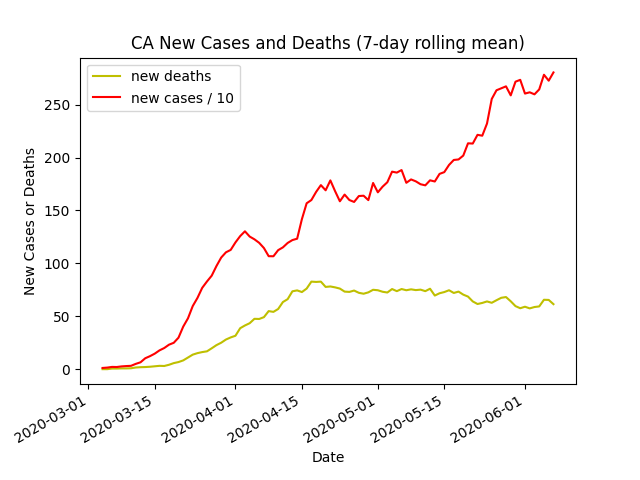 CA New Cases and Deaths (7-day rolling mean)
new deaths
new cases / 10
250
200
150
100
50
0
New Cases or Deaths
2020-03-01
2020-03-15
2020-04-01
2020-04-15
2020-05-01
2020-05-15
2020-06-01
Date